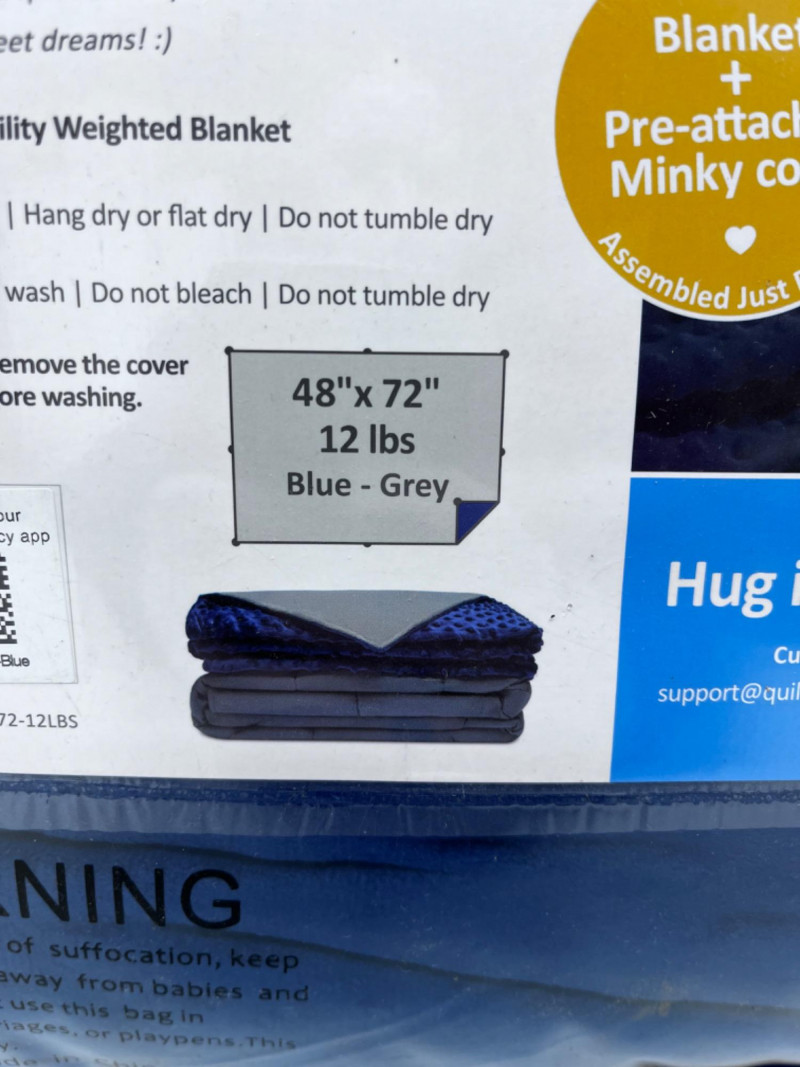 eet dreams! :)
Blanket
+
Pre-attach
Minky co
Assembled Just
ility Weighted Blanket
| Hang dry or flat dry | Do not tumble dry
wash | Do not bleach | Do not tumble dry
emove the cover
ore washing.
48"x 72"
12 lbs
Blue - Grey
our
cy app
Blue
72-12LBS
Hug i
Cu
support@quil
NING
of suffocation, keep
away from babies and
use this bag in
riages, or playpens. This